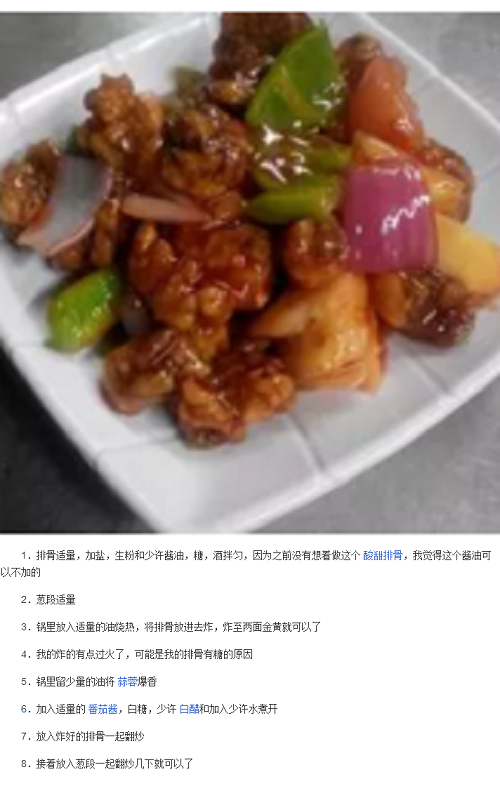 1．排骨适量，加盐，生粉和少许酱油，糖，酒拌匀，因为之前没有想着做这个 酸甜排骨，我觉得这个酱油可
以不加的
2．葱段适量
3．锅里放入适量的油烧热，将排骨放进去炸，炸至两面金黄就可以了
4．我的炸的有点过火了，可能是我的排骨有糖的原因
5．锅里留少量的油将 蒜蓉爆香
6．加入适量的 番茄酱，白糖，少许 白醋和加入少许水煮开
7．放入炸好的排骨一起翻炒
8．接着放入葱段一起翻炒几下就可以了